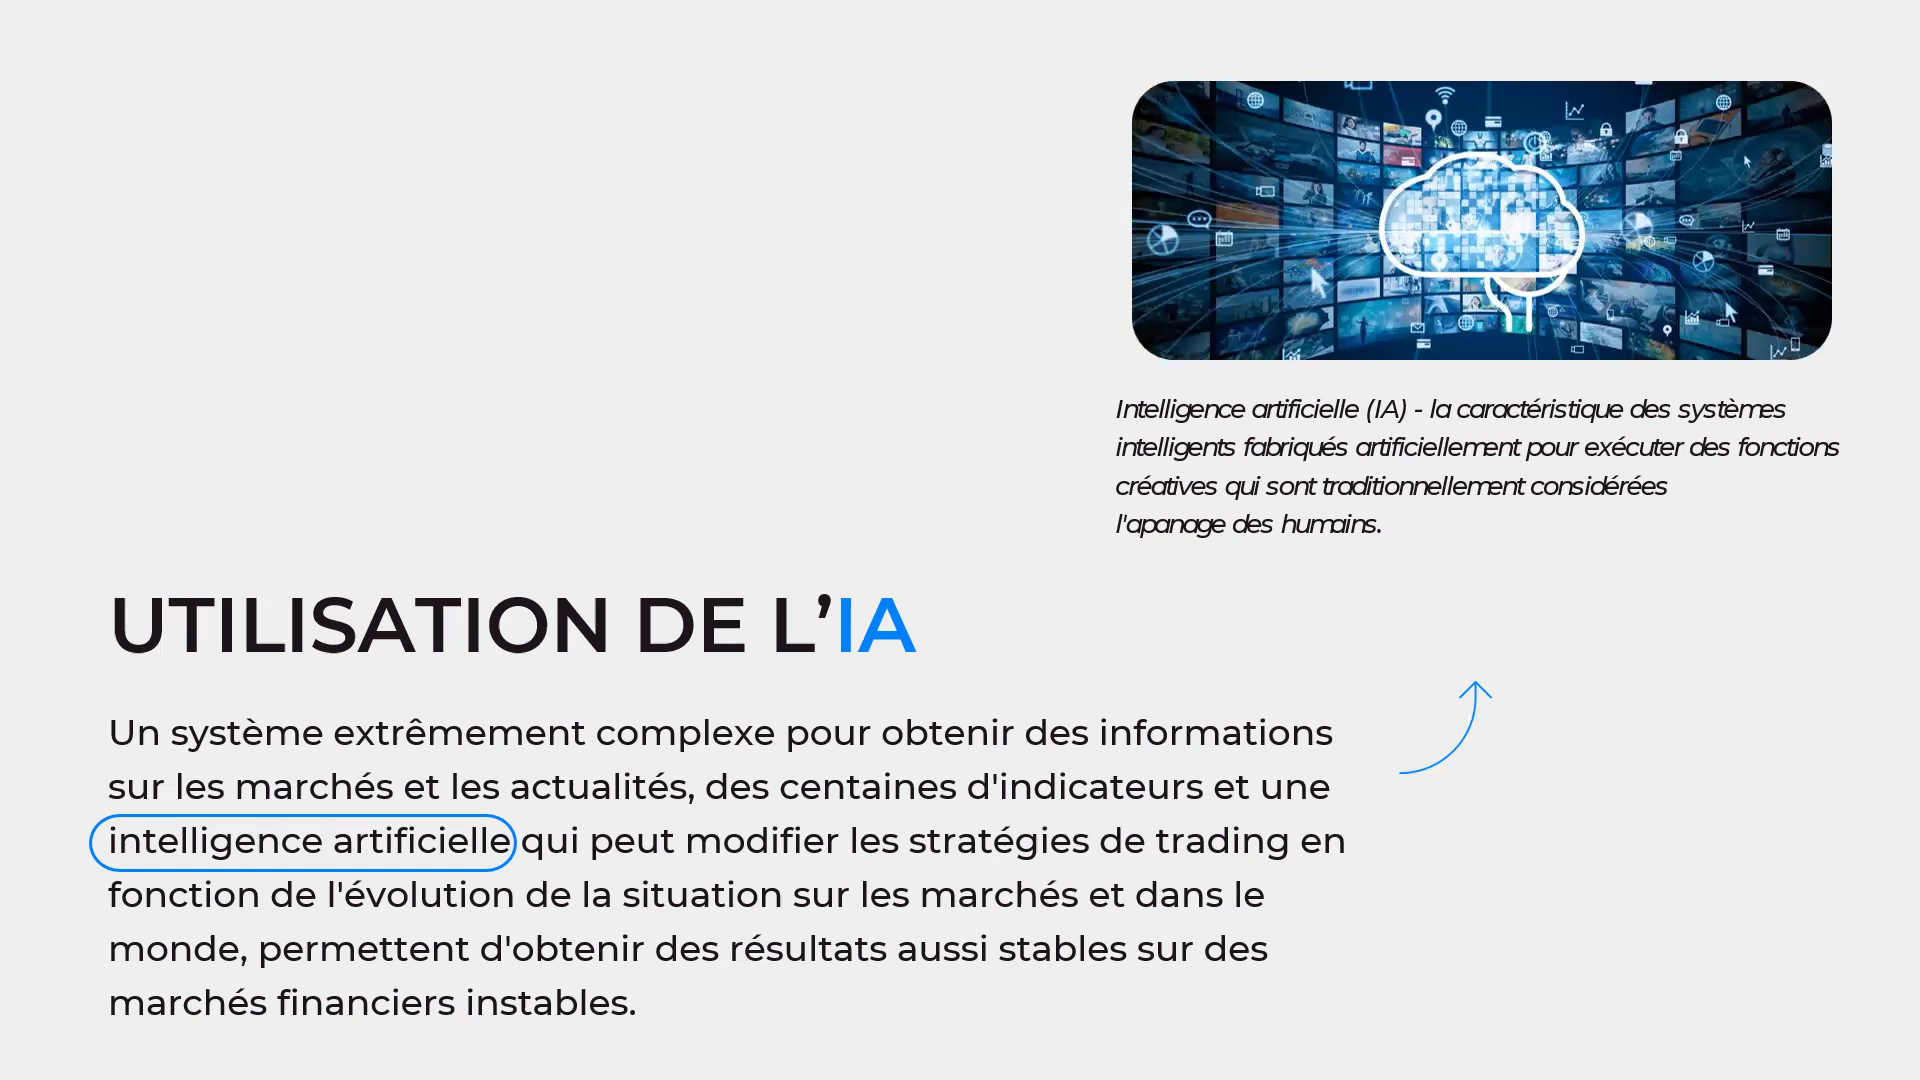 Intelligence artificielle (IA) - la caractéristique des systèmes
intelligents fabriqués artificiellement pour exécuter des fonctions
créatives qui sont traditionnellement considérées
l'apanage des humains.
UTILISATION DE L’IA
Un système extrêmement complexe pour obtenir des informations
sur les marchés et les actualités, des centaines d'indicateurs et une
intelligence artificielle qui peut modifier les stratégies de trading en
fonction de l'évolution de la situation sur les marchés et dans le
monde, permettent d'obtenir des résultats aussi stables sur des
marchés financiers instables.